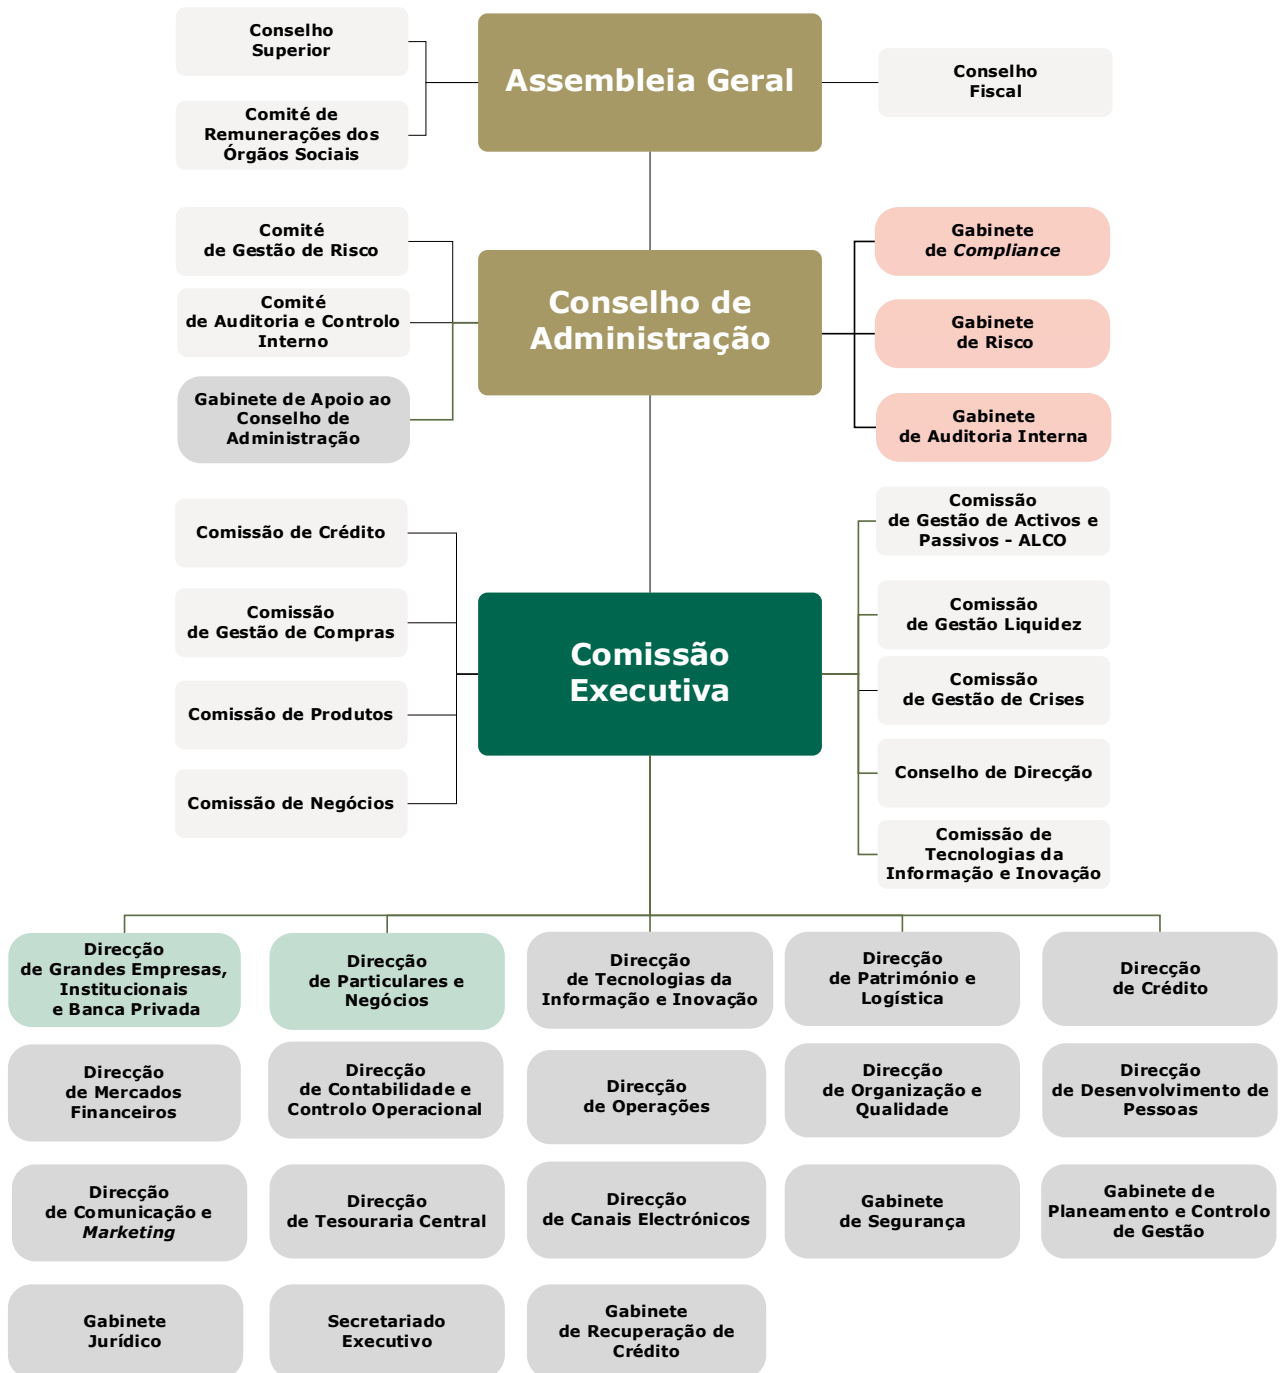 Conselho
Superior
Assembleia Geral
Conselho
Fiscal
Comité de
Remunerações dos
Órgãos Sociais
Comité
de Gestão de Risco
Comité
de Auditoria e Controlo
Interno
Gabinete de Apoio ao
Conselho de
Administração
Conselho de
Administração
Gabinete
de Compliance
Gabinete
de Risco
Gabinete
de Auditoria Interna
Comissão de Crédito
Comissão
de Gestão de Compras
Comissão de Produtos
Comissão de Negócios
Comissão
Executiva
Comissão
de Gestão de Activos e
Passivos - ALCO
Comissão
de Gestão Liquidez
Comissão
de Gestão de Crises
Conselho de Direcção
Comissão de
Tecnologias da
Informação e Inovação
Direcção
de Grandes Empresas,
Institucionais
e Banca Privada
Direcção
de Particulares e
Negócios
Direcção
de Tecnologias da
Informação e Inovação
Direcção
de Património e
Logística
Direcção
de Crédito
Direcção
de Mercados
Financeiros
Direcção
de Contabilidade e
Controlo Operacional
Direcção
de Operações
Direcção
de Organização e
Qualidade
Direcção
de Desenvolvimento de
Pessoas
Direcção
de Comunicação e
Marketing
Direcção
de Tesouraria Central
Direcção
de Canais Electrónicos
Gabinete
de Segurança
Gabinete de
Planeamento e Controlo
de Gestão
Gabinete
Jurídico
Secretariado
Executivo
Gabinete
de Recuperação de
Crédito